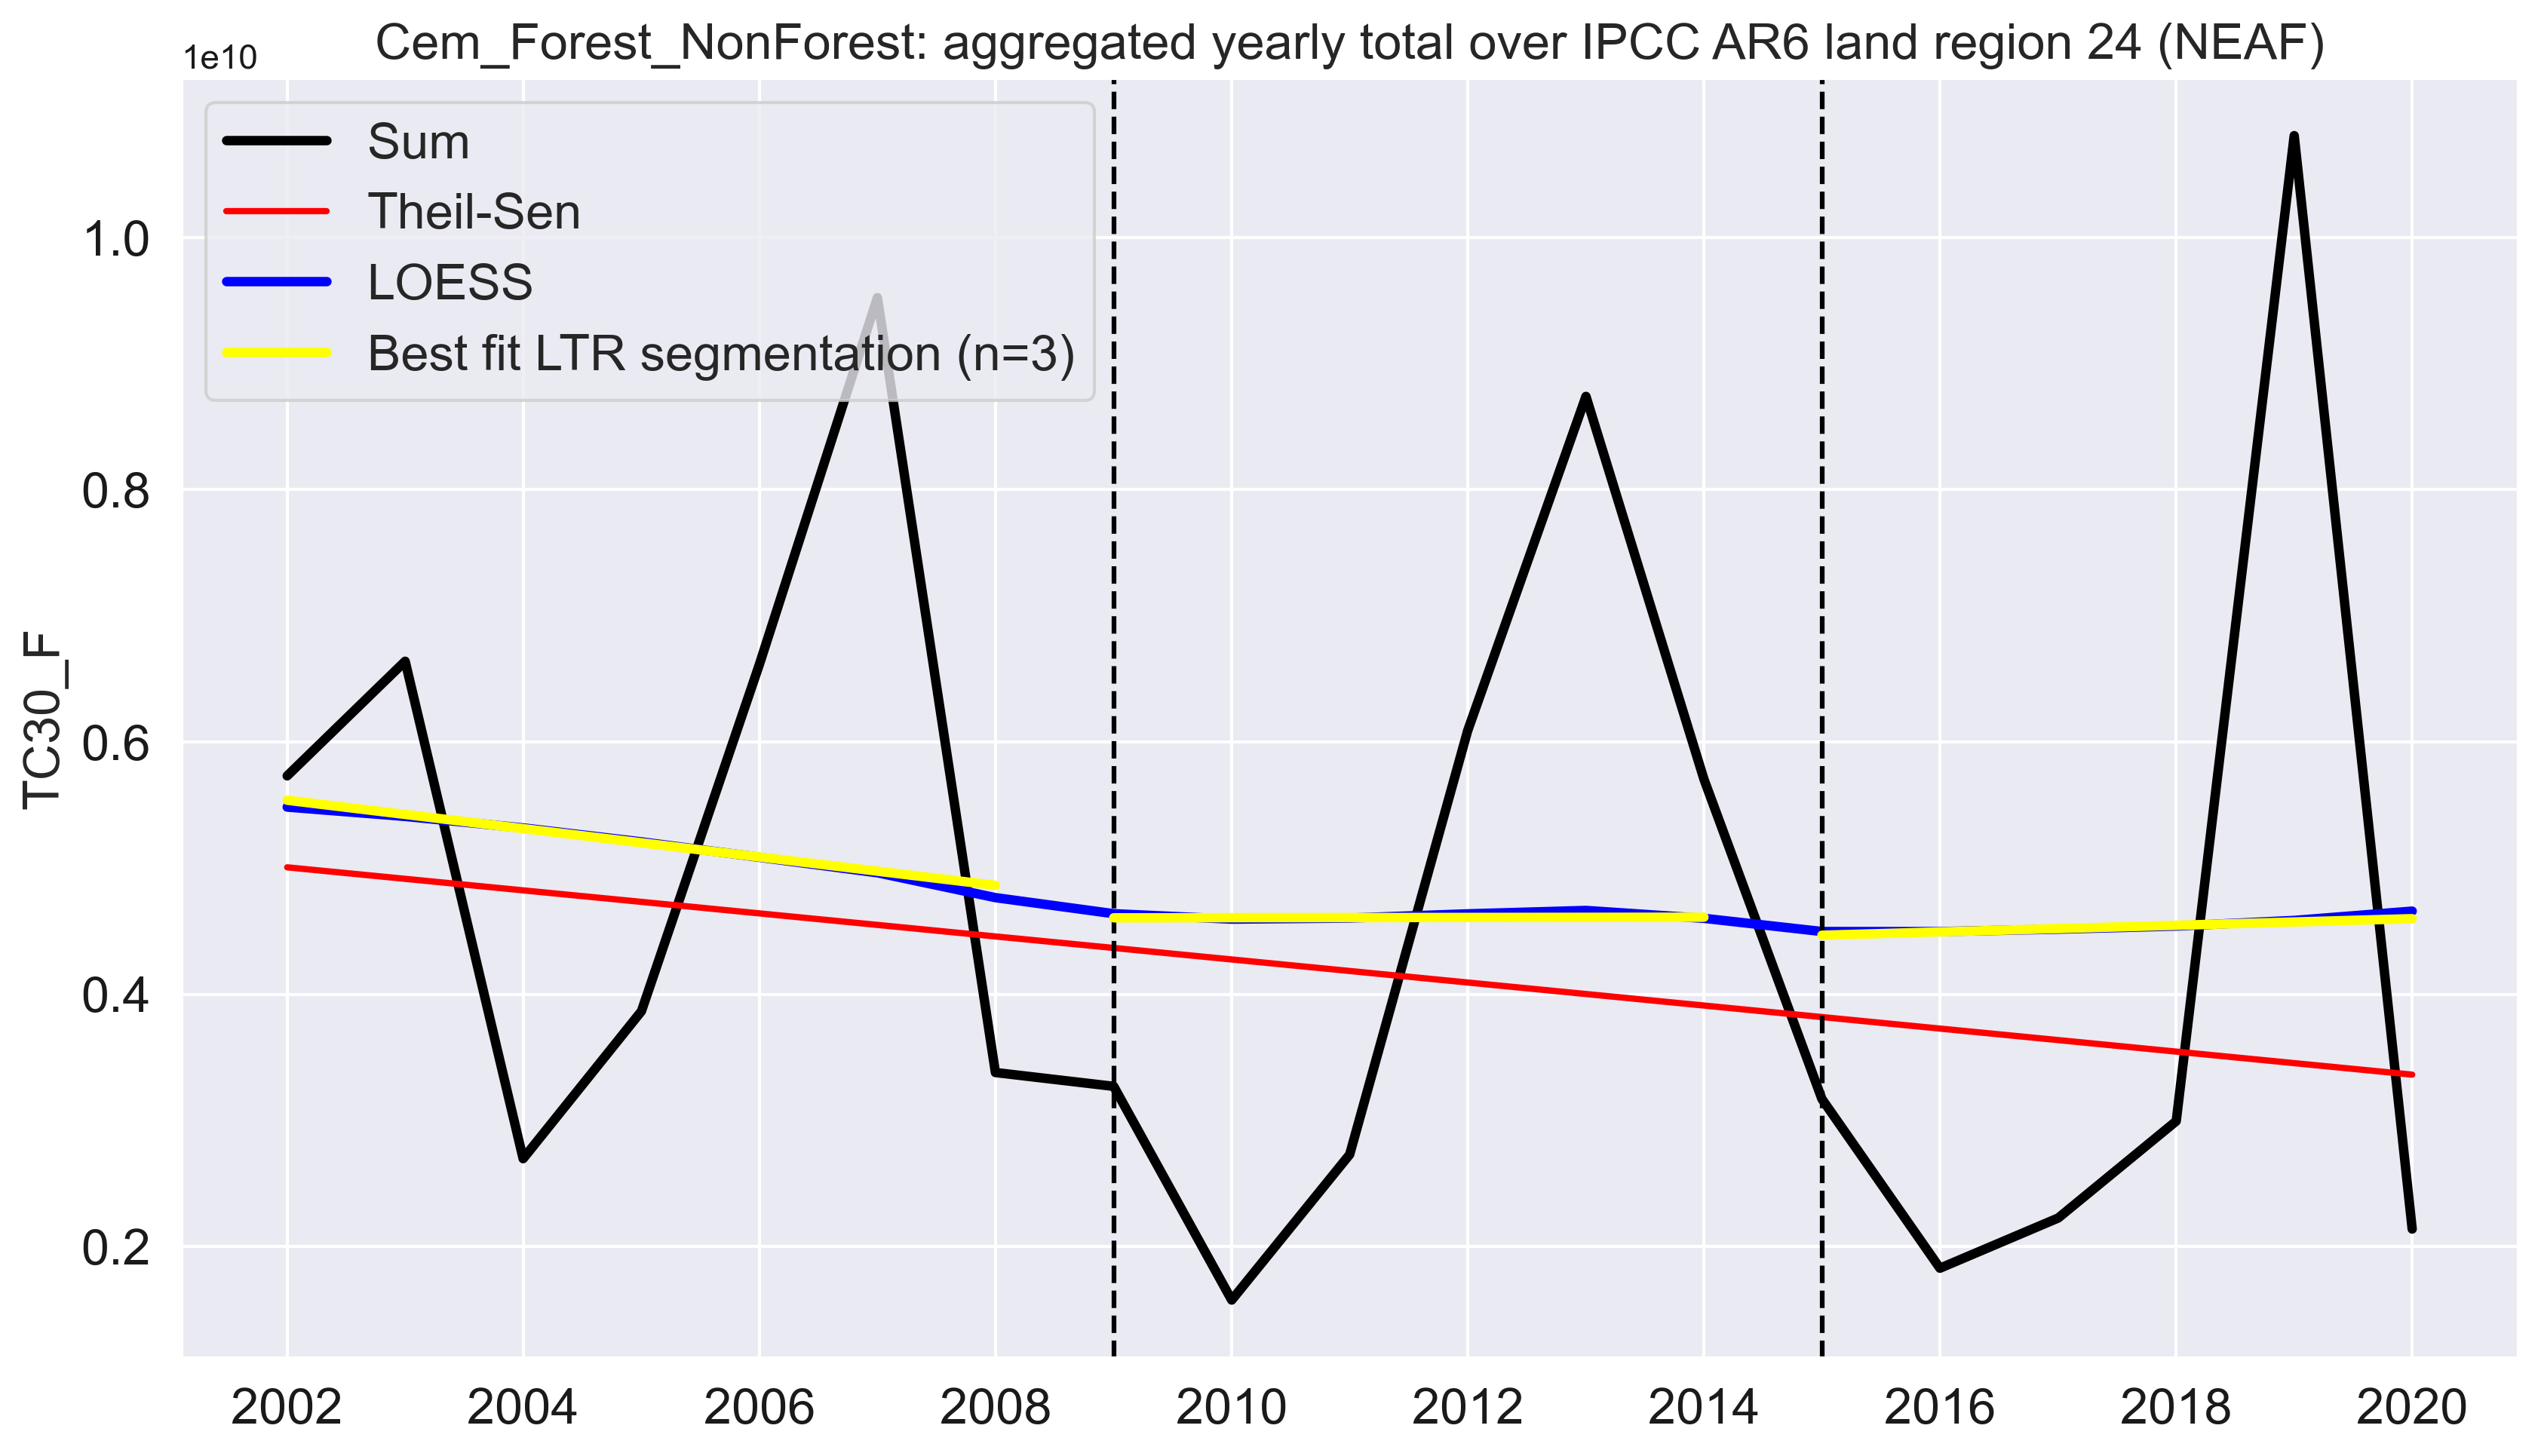 Cem_Forest_NonForest: aggregated yearly total over IPCC AR6 land region 24 (NEAF)
1e10
Sum
Theil-Sen
LOESS
Best fit LTR segmentation (n=3)
1.0
0.8
0.6
0.4
0.2
TC30_F
2002 2004 2006 2008 2010 2012 2014 2016 2018 2020